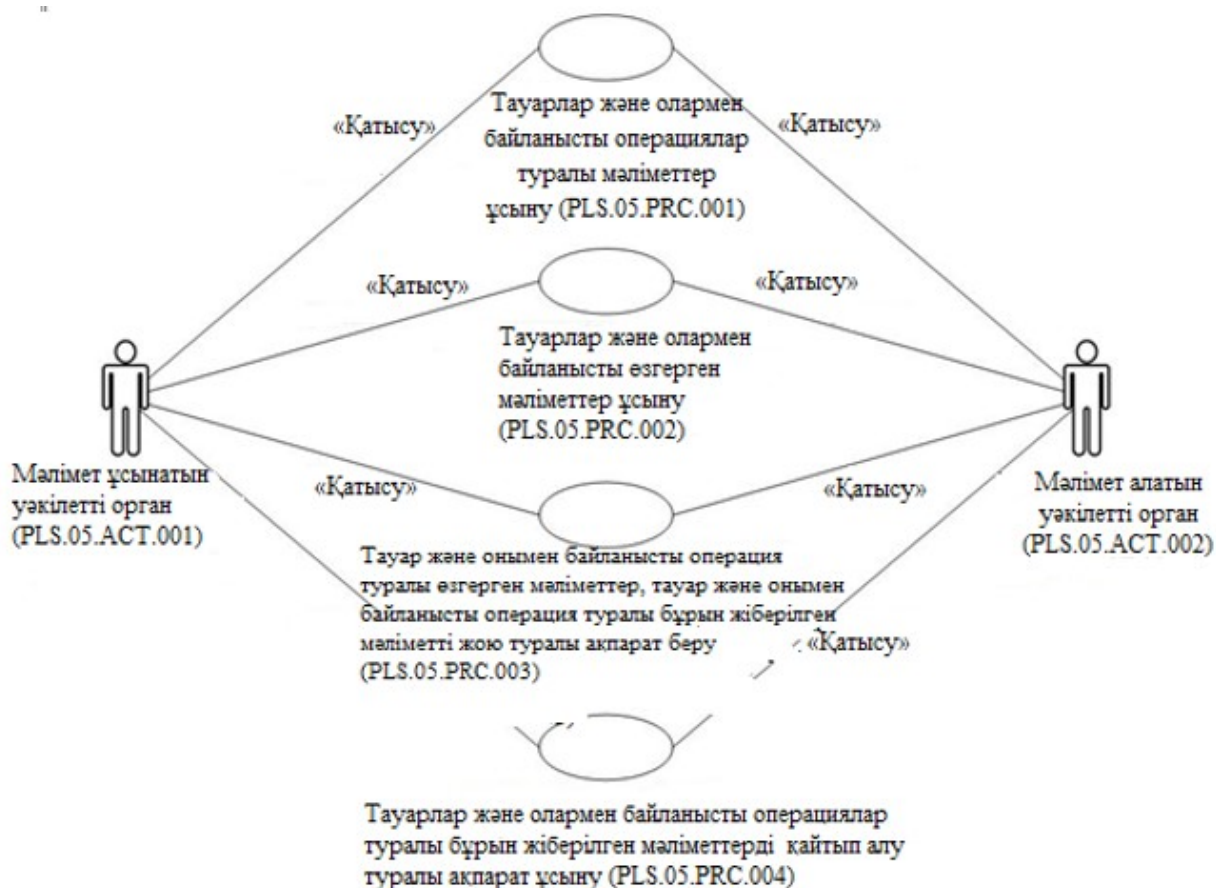 "
Тауарлар және олармен
байланысты операциялар
туралы мәліметтер
ұсыну (PLS.05.PRC.001)
«Қатысу»
«Қатысу»
«Қатысу»
«Қатысу»
Тауарлар және олармен
байланысты өзгерген
мәліметтер ұсыну
(PLS.05.PRC.002)
Мәлімет ұсынатын
уәкілетті орган
(PLS.05.ACT.001)
«Қатысу»
«Қатысу»
Мәлімет алатын
уәкілетті орган
(PLS.05.ACT.002)
Тауар және онымен байланысты операция
туралы өзгерген мәліметтер, тауар және онымен
байланысты операция туралы бұрын жіберілген
мәліметті жою туралы ақпарат беру
(PLS.05.PRC.003)
«Қатысу»
Тауарлар және олармен байланысты операциялар
туралы бұрын жіберілген мәліметтерді қайтып алу
туралы ақпарат ұсыну (PLS.05.PRC.004)